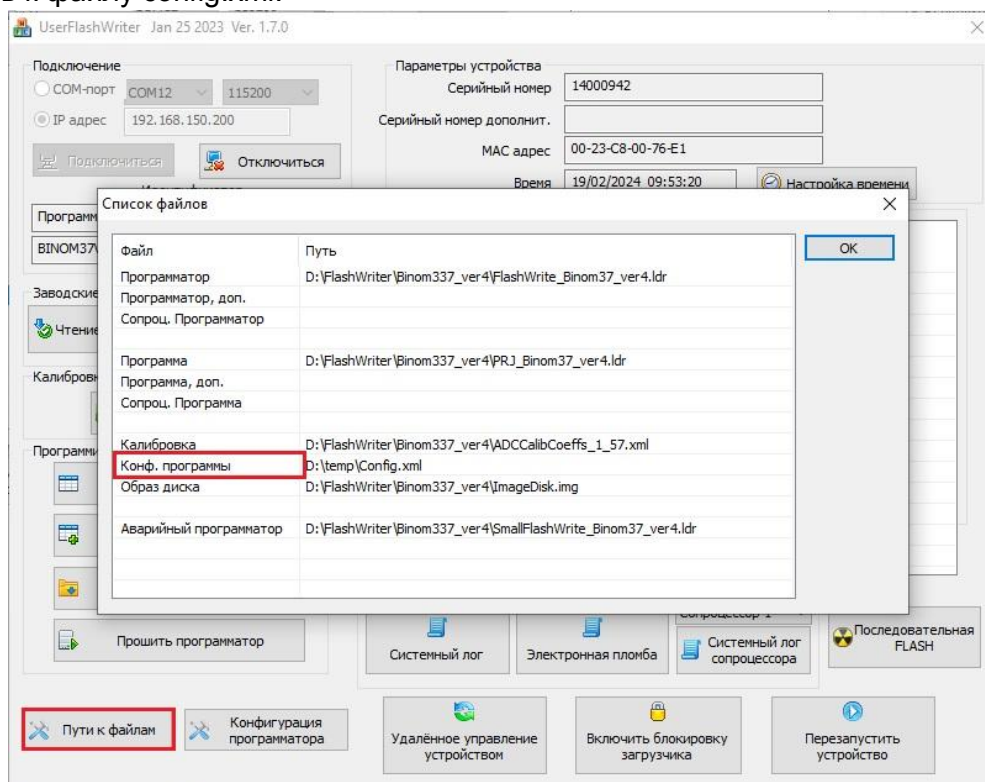 UserFlashWriter Jan 25 2023 Ver. 1.7.0
Подключение
COM-порт COM12 115200
IP адрес 192.168.150.200
Подключиться Отключиться
Параметры устройства
Серийный номер 14000942
Серийный номер дополнит.
MAC адрес 00-23-C8-00-76-E1
Время 19/02/2024 09:53:20 Настройка времени
Программ
BINOM37\
Заводские
Чтение
Калибровк
Программи
Список файлов
OK
Файл Путь
Программатор D:\FlashWriter\Binom337_ver4\FlashWrite_Binom37_ver4.ldr
Программатор, доп.
Сопроц. Программатор
Программа D:\FlashWriter\Binom337_ver4\PRJ_Binom37_ver4.ldr
Программа, доп.
Сопроц. Программа
Калибровка D:\FlashWriter\Binom337_ver4\ADCCalibCoeffs_1_57.xml
Конф. программы D:\temp\Config.xml
Образ диска D:\FlashWriter\Binom337_ver4\ImageDisk.img
Аварийный программатор D:\FlashWriter\Binom337_ver4\SmallFlashWrite_Binom37_ver4.ldr
Прошить программатор
Системный лог
Электронная пломба
Системный лог
сопроцессора
Последовательная
FLASH
Пути к файлам
Конфигурация
программатора
Удалённое управление
устройством
Включить блокировку
загрузчика
Перезапустить
устройство